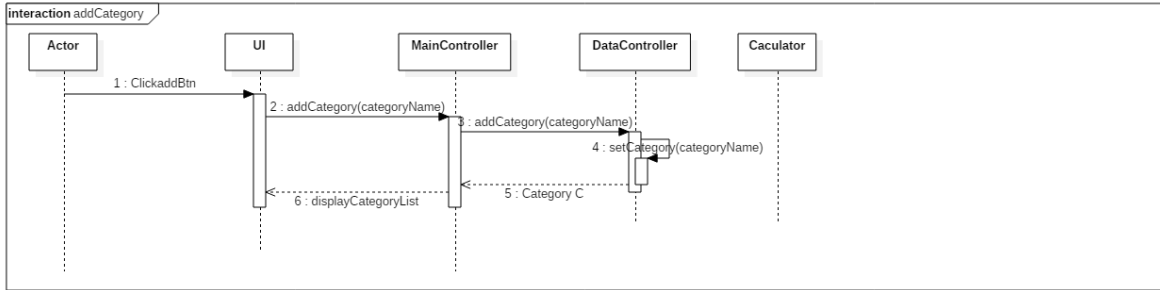 interaction addCategory
Actor
UI
MainController
DataController
Caculator
1 : ClickaddBtn
2 : addCategory(categoryName)
3 : addCategory(categoryName)
4 : setCategory(categoryName)
5 : Category C
6 : displayCategoryList